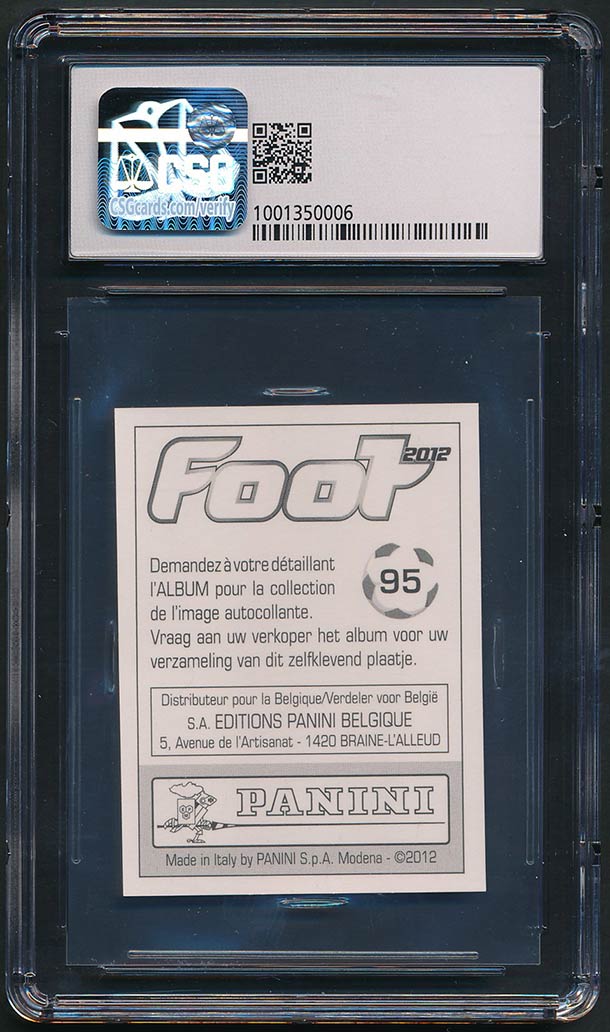 CSG
CSGcards.com/verify
1001350006
Foot 2012
Demandez à votre détaillant
l'ALBUM pour la collection
de l'image autocollante.
95
Vraag aan uw verkoper het album voor uw
verzameling van dit zelfklevend plaatje.
Distributeur pour la Belgique/Verdeler voor België
S.A. EDITIONS PANINI BELGIQUE
5, Avenue de l'Artisanat - 1420 BRAINE-L'ALLEUD
PANINI
Made in Italy by PANINI S.p.A. Modena - ©2012